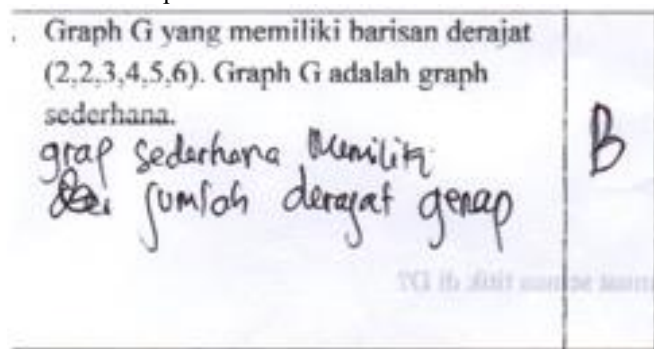 . Graph G yang memiliki barisan derajat
(2,2,3,4,5,6). Graph G adalah graph
sederhana.
grap sederhana Memiliki
jumlah derajat genap
B